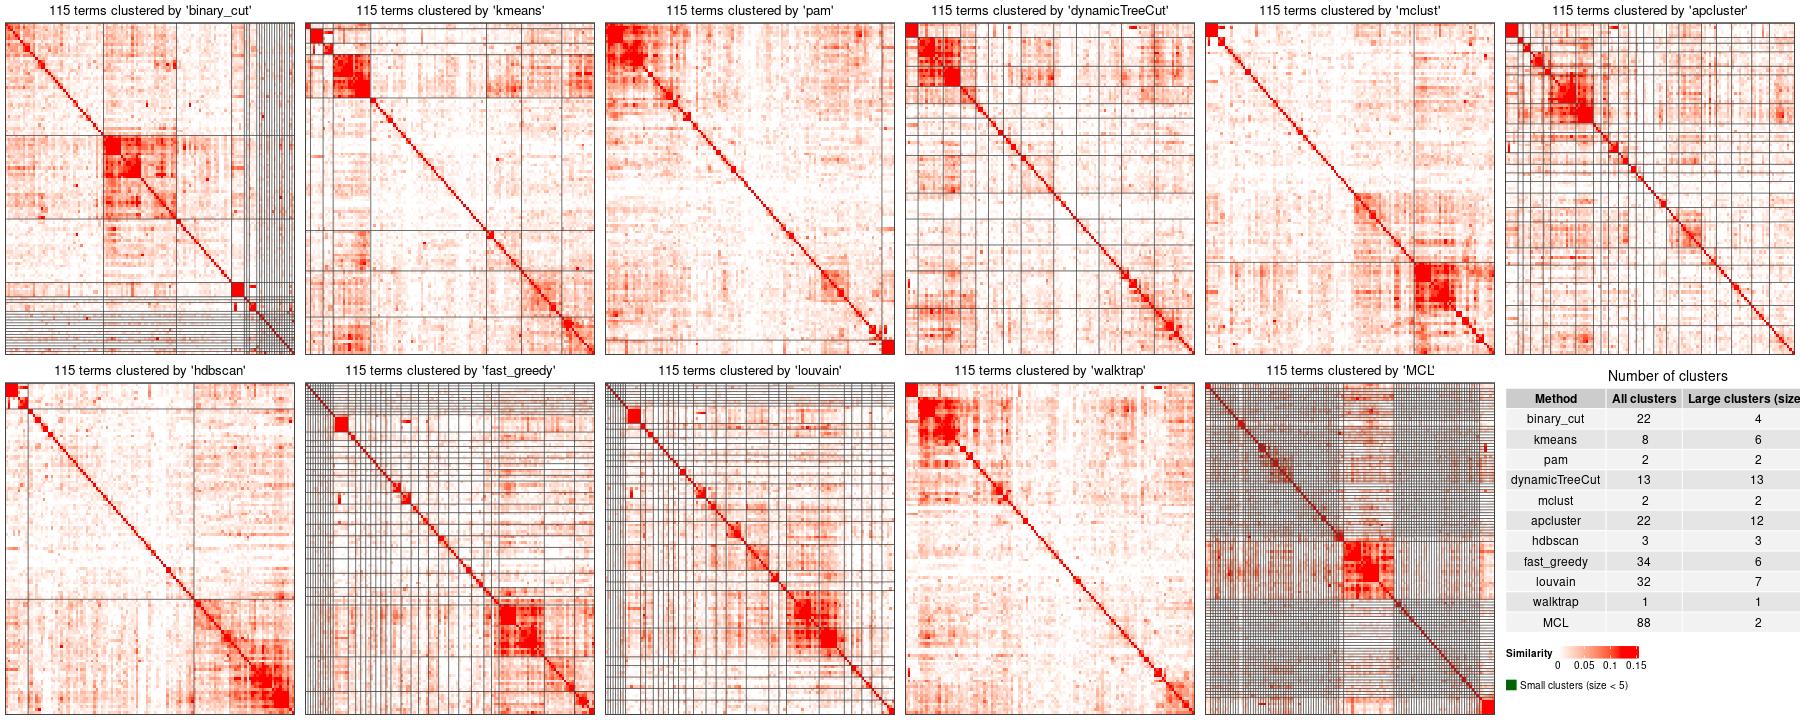 115 terms clustered by 'binary_cut'
115 terms clustered by 'kmeans'
115 terms clustered by 'pam'
115 terms clustered by 'dynamicTreeCut'
115 terms clustered by 'mclust'
115 terms clustered by 'apcluster'
115 terms clustered by 'hdbscan'
115 terms clustered by 'fast_greedy'
115 terms clustered by 'louvain'
115 terms clustered by 'walktrap'
115 terms clustered by 'MCL'
Number of clusters
Method All clusters Large clusters (size
binary_cut 22 4
kmeans 8 6
pam 2 2
dynamicTreeCut 13 13
mclust 2 2
apcluster 22 12
hdbscan 3 3
fast_greedy 34 6
louvain 32 7
walktrap 1 1
MCL 88 2
Similarity
0 0.05 0.1 0.15
Small clusters (size < 5)